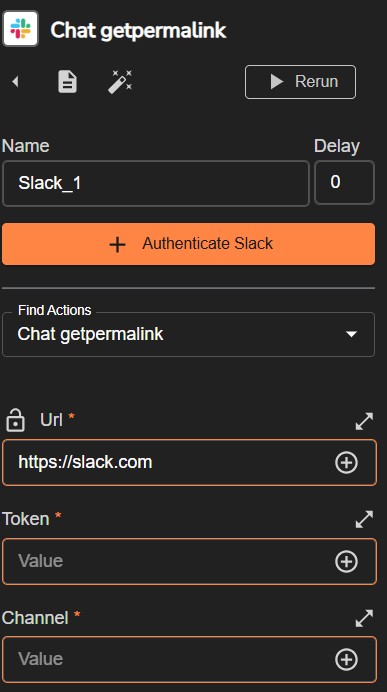 Chat getpermalink
Rerun
Name Delay
Slack_1 0
Authenticate Slack
Find Actions
Chat getpermalink
Url *
https://slack.com
Token *
Value
Channel *
Value